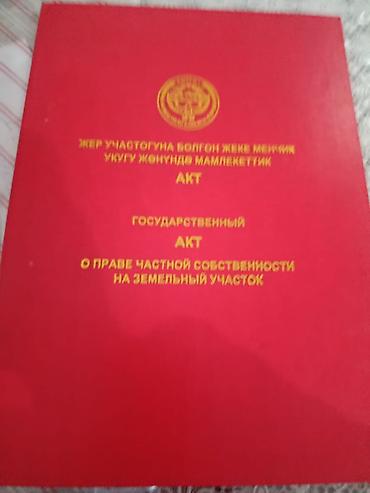 ЖЕР УЧАСТОГУНА БОЛГОН ЖЕКЕ МЕНЧИК
УКУГУ ЖӨНҮНДӨ МАМЛЕКЕТТИК
АКТ
ГОСУДАРСТВЕННЫЙ
АКТ
О ПРАВЕ ЧАСТНОЙ СОБСТВЕННОСТИ
НА ЗЕМЕЛЬНЫЙ УЧАСТОК